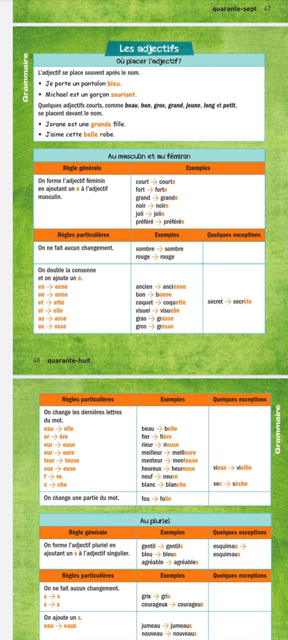 quarante-sept 47
Grammaire
Les adjectifs
Où placer l'adjectif?
L'adjectif se place souvent après le nom.
• Je porte un pantalon bleu.
• Michael est un garçon souriant.
Quelques adjectifs courts, comme beau, bon, gros, grand, jeune, long et petit,
se placent devant le nom.
• Jorane est une grande fille.
• J'aime cette belle robe.
Au masculin et au féminin
Règle générale Exemples
On forme l'adjectif féminin
en ajoutant un e à l'adjectif
masculin.
court → courte
fort → forte
grand → grande
noir → noire
joli → jolie
préféré → préférée
Règles particulières Exemples Quelques exceptions
On ne fait aucun changement.
sombre → sombre
rouge → rouge
On double la consonne
et on ajoute un e.
en → enne
on → onne
et → ette
el → elle
as → asse
os → osse
ancien → ancienne
bon → bonne
coquet → coquette
visuel → visuelle
gras → grasse
gros → grosse
secret → secrète
48 quarante-huit
Grammaire
Règles particulières Exemples Quelques exceptions
On change les dernières lettres
du mot.
eau → elle
er → ère
eur → euse
eur → eure
teur → teuse
eux → euse
f → ve
c → che
beau → belle
fier → fière
rieur → rieuse
meilleur → meilleure
menteur → menteuse
heureux → heureuse
neuf → neuve
blanc → blanche
vieux → vieille
sec → sèche
On change une partie du mot. fou → folle
Au pluriel
Règle générale Exemples Quelques exceptions
On forme l'adjectif pluriel en
ajoutant un s à l'adjectif singulier.
gentil → gentils
bleu → bleus
agréable → agréables
esquimau →
esquimaux
Règles particulières Exemples Quelques exceptions
On ne fait aucun changement.
s → s
x → x
gris → gris
courageux → courageux
On ajoute un x.
eau → eaux
jumeau → jumeaux
nouveau → nouveaux